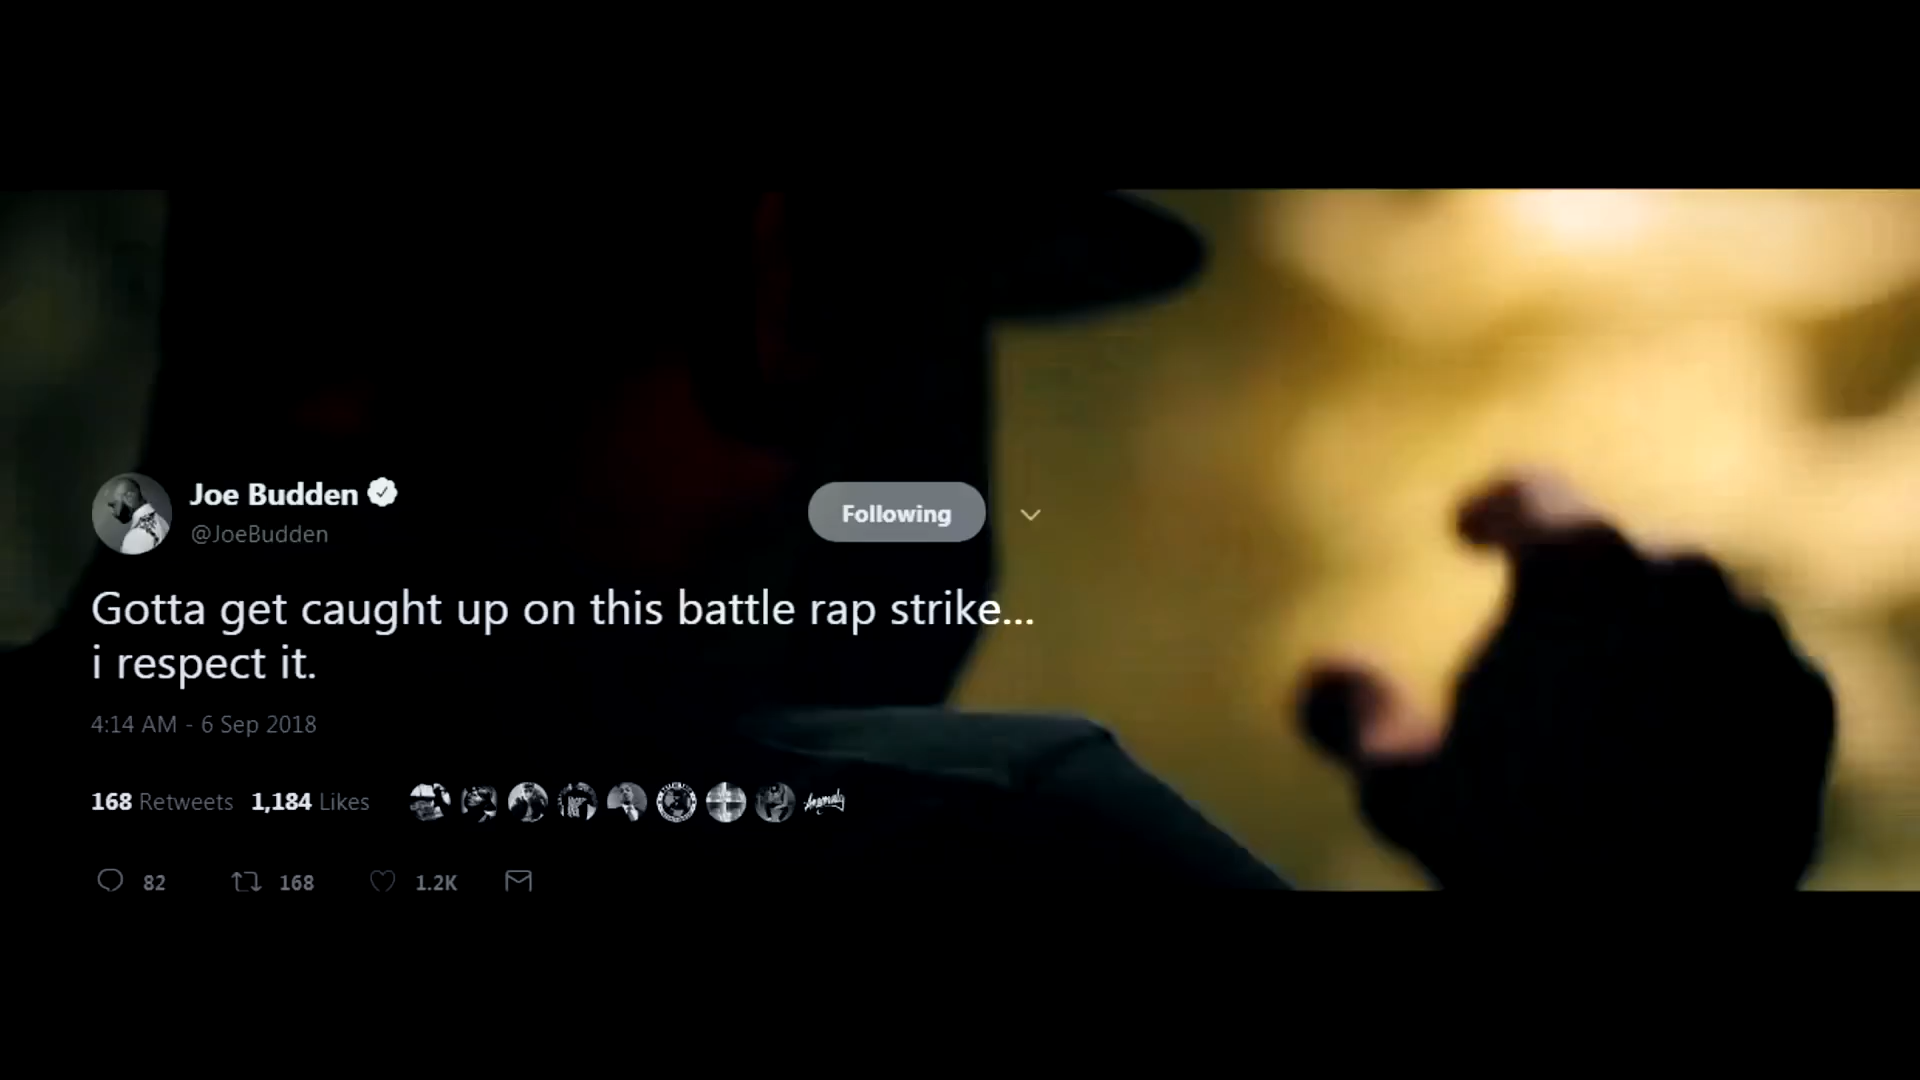 Joe Budden
@JoeBudden
Following
Gotta get caught up on this battle rap strike...
i respect it.
4:14 AM - 6 Sep 2018
168 Retweets 1,184 Likes
Anomaly
82 168 1.2K